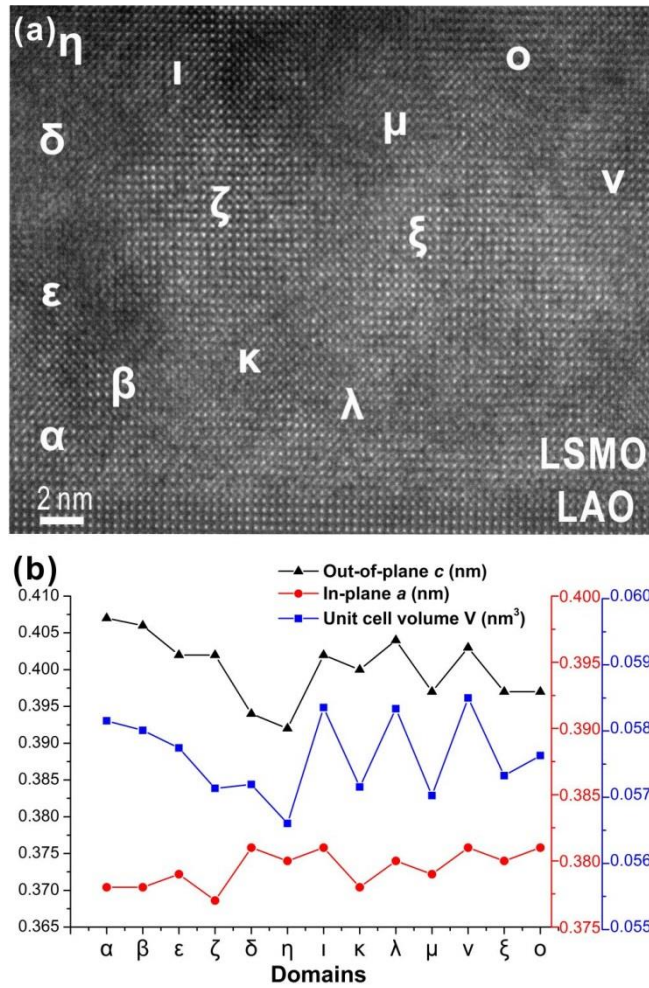 (a)
η
ι
ο
δ
μ
ν
ζ
ξ
ε
κ
β
λ
α
LSMO
2 nm
LAO
(b)
Out-of-plane c (nm)
In-plane a (nm)
Unit cell volume V (nm³)
0.410
0.405
0.400
0.395
0.390
0.385
0.380
0.375
0.370
0.365
0.400
0.395
0.390
0.385
0.380
0.375
0.060
0.059
0.058
0.057
0.056
0.055
α β ε ζ δ η ι κ λ μ ν ξ ο
Domains